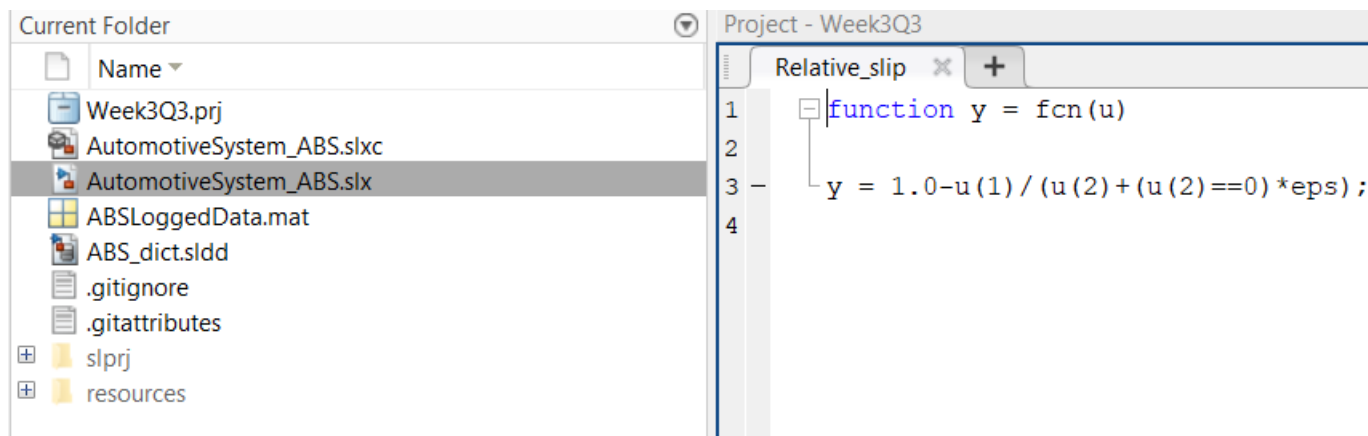 Current Folder
Name
Week3Q3.prj
AutomotiveSystem_ABS.slxc
AutomotiveSystem_ABS.slx
ABSLoggedData.mat
ABS_dict.sldd
.gitignore
.gitattributes
slprj
resources
Project - Week3Q3
Relative_slip
1 function y = fcn(u)
2
3 y = 1.0-u(1)/(u(2)+(u(2)==0)*eps);
4